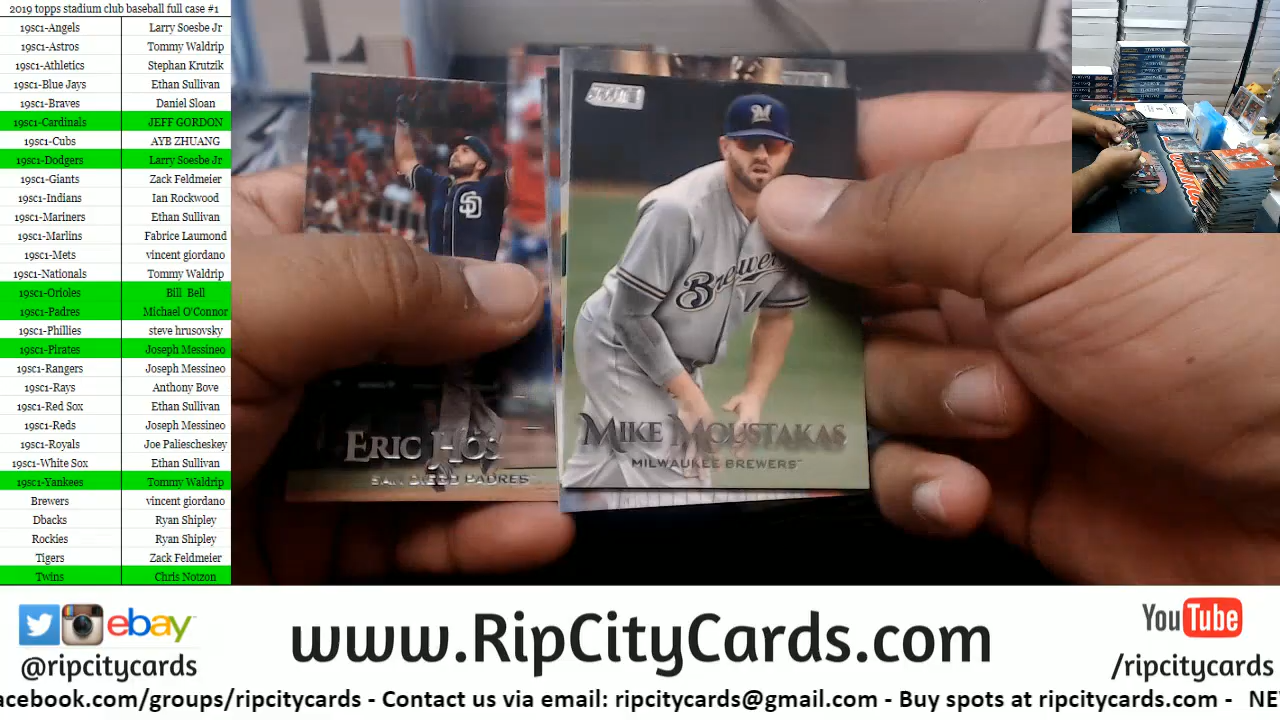 2019 topps stadium club baseball full case #1
19sc1-Angels Larry Soesbe Jr
19sc1-Astros Tommy Waldrip
19sc1-Athletics Stephan Krutzik
19sc1-Blue Jays Ethan Sullivan
19sc1-Braves Daniel Sloan
19sc1-Cardinals JEFF GORDON
19sc1-Cubs AYB ZHUANG
19sc1-Dodgers Larry Soesbe Jr
19sc1-Giants Zack Feldmeier
19sc1-Indians Ian Rockwood
19sc1-Mariners Ethan Sullivan
19sc1-Marlins Fabrice Laumond
19sc1-Mets vincent giordano
19sc1-Nationals Tommy Waldrip
19sc1-Orioles Bill Bell
19sc1-Padres Michael O'Connor
19sc1-Phillies steve hrusovsky
19sc1-Pirates Joseph Messineo
19sc1-Rangers Joseph Messineo
19sc1-Rays Anthony Bove
19sc1-Red Sox Ethan Sullivan
19sc1-Reds Joseph Messineo
19sc1-Royals Joe Paliescheskey
19sc1-White Sox Ethan Sullivan
19sc1-Yankees Tommy Waldrip
Brewers vincent giordano
Dbacks Ryan Shipley
Rockies Ryan Shipley
Tigers Zack Feldmeier
Twins Chris Notzon
SD
ERIC HOS
SAN DIEGO PADRES
M
Brewers
MIKE MOUSTAKAS
MILWAUKEE BREWERS
ebay
@ripcitycards
www.RipCityCards.com
YouTube
/ripcitycards
acebook.com/groups/ripcitycards - Contact us via email: ripcitycards@gmail.com - Buy spots at ripcitycards.com - NE